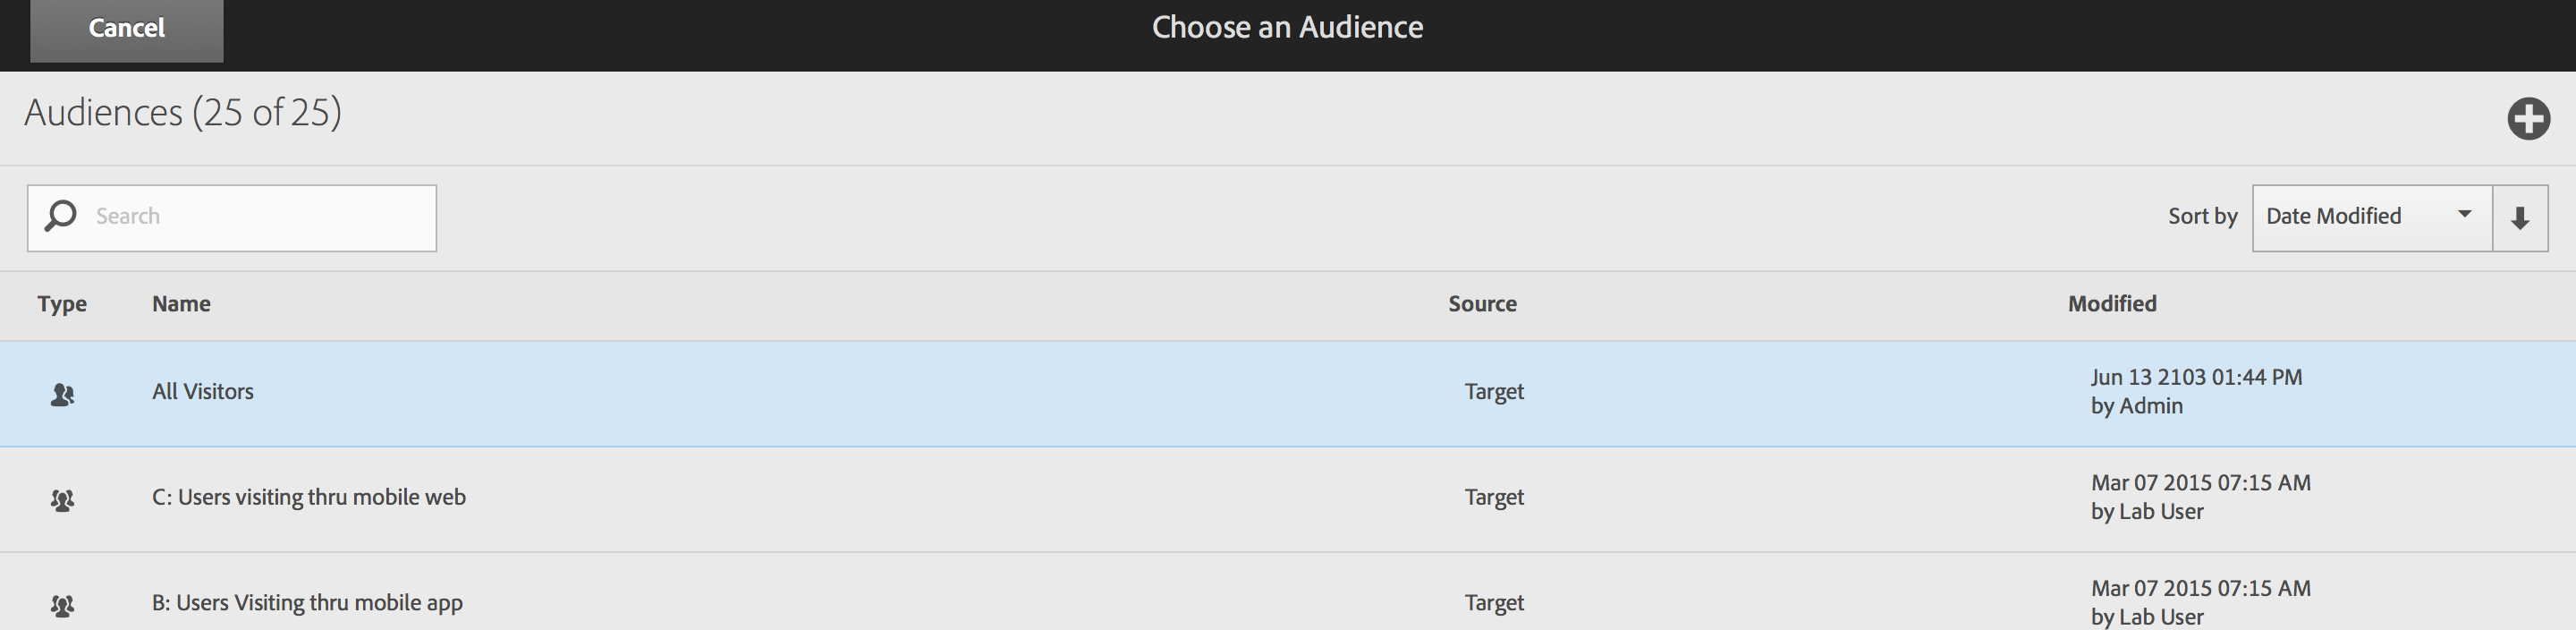 Cancel
Choose an Audience
Audiences (25 of 25)
Search
Sort by
Date Modified
Type Name Source Modified
All Visitors Target Jun 13 2103 01:44 PM
by Admin
C: Users visiting thru mobile web Target Mar 07 2015 07:15 AM
by Lab User
B: Users Visiting thru mobile app Target Mar 07 2015 07:15 AM
by Lab User